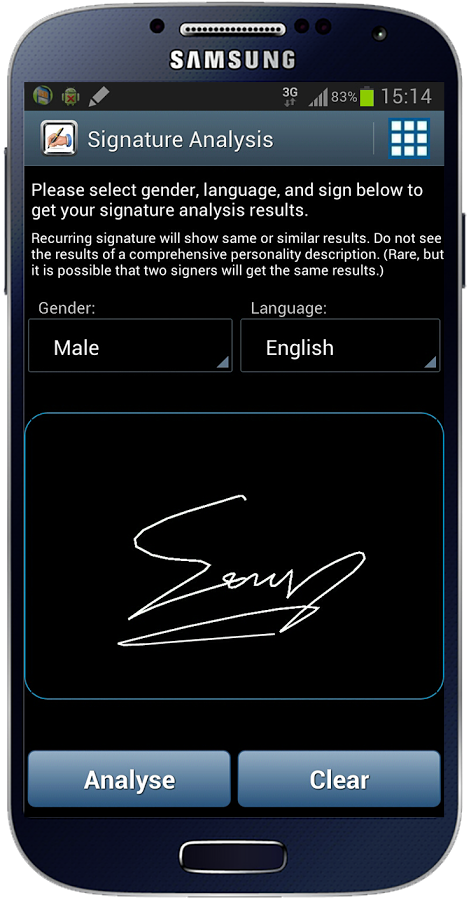 SAMSUNG
3G 83% 15:14
Signature Analysis
Please select gender, language, and sign below to
get your signature analysis results.
Recurring signature will show same or similar results. Do not see
the results of a comprehensive personality description. (Rare, but
it is possible that two signers will get the same results.)
Gender: Language:
Male English
Analyse Clear